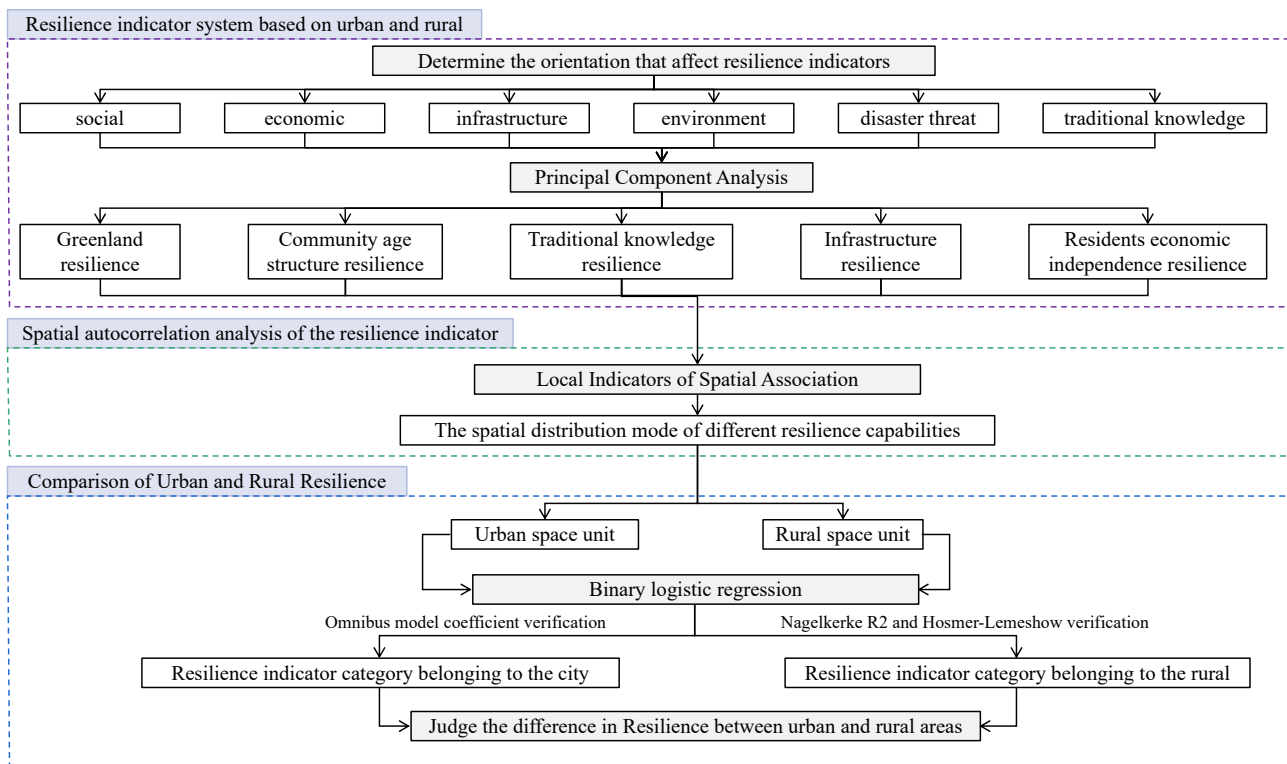 Resilience indicator system based on urban and rural
Determine the orientation that affect resilience indicators
social
economic
infrastructure
environment
disaster threat
traditional knowledge
Principal Component Analysis
Greenland
resilience
Community age
structure resilience
Traditional knowledge
resilience
Infrastructure
resilience
Residents economic
independence resilience
Spatial autocorrelation analysis of the resilience indicator
Local Indicators of Spatial Association
The spatial distribution mode of different resilience capabilities
Comparison of Urban and Rural Resilience
Urban space unit
Rural space unit
Binary logistic regression
Omnibus model coefficient verification
Nagelkerke R2 and Hosmer-Lemeshow verification
Resilience indicator category belonging to the city
Resilience indicator category belonging to the rural
Judge the difference in Resilience between urban and rural areas